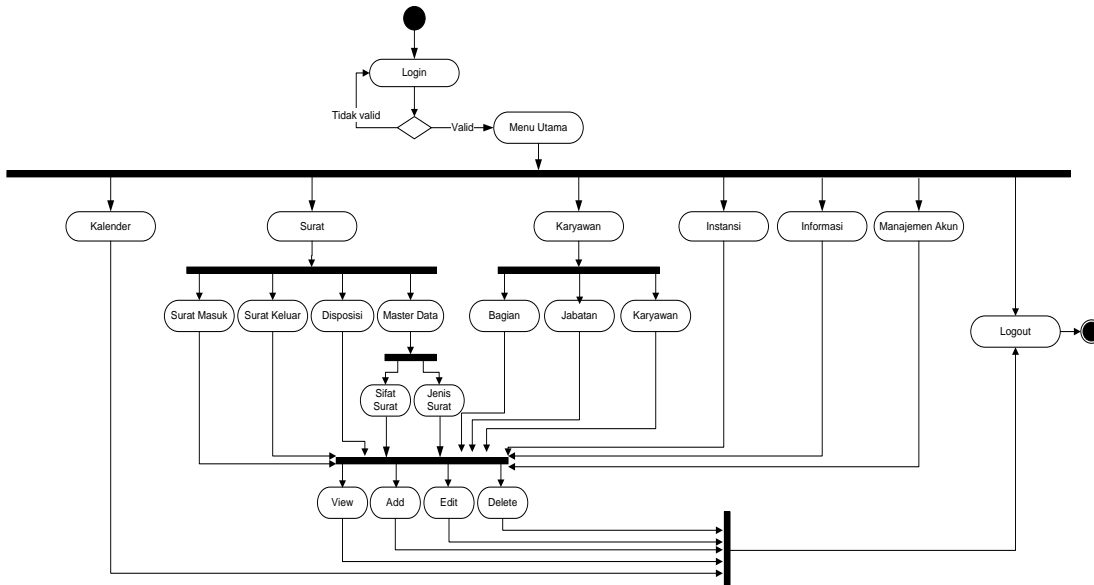 Login
Tidak valid
Valid
Menu Utama
Kalender
Surat
Karyawan
Instansi
Informasi
Manajemen Akun
Surat Masuk
Surat Keluar
Disposisi
Master Data
Bagian
Jabatan
Karyawan
Logout
Sifat
Surat
Jenis
Surat
View
Add
Edit
Delete